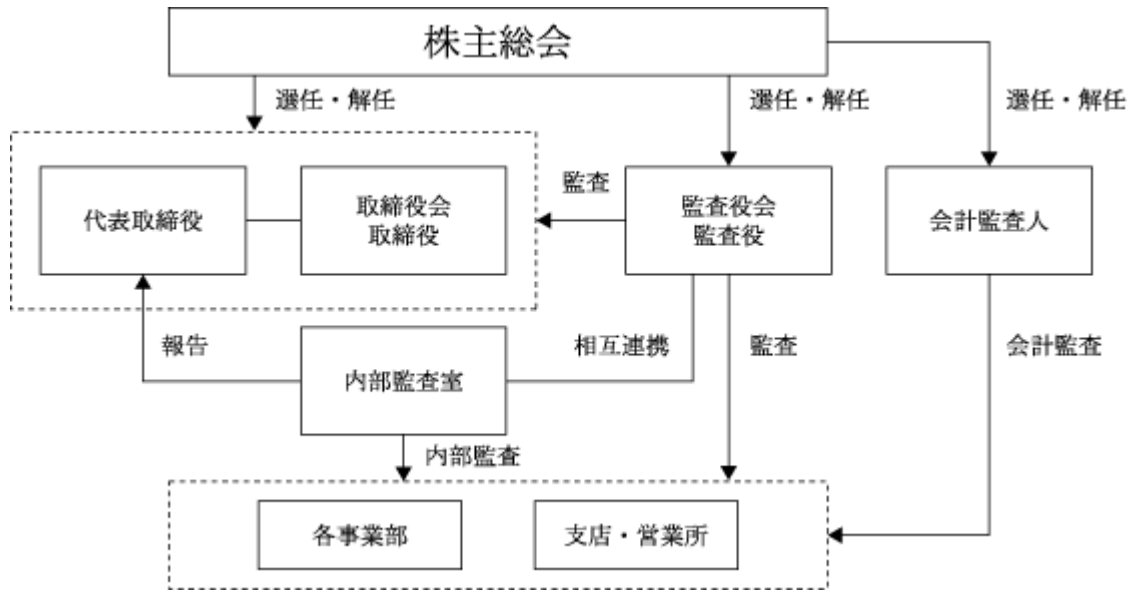 株主総会
選任・解任
選任・解任
選任・解任
代表取締役
取締役会
取締役
監査
監査役会
監査役
会計監査人
報告
内部監査室
相互連携
監査
会計監査
内部監査
各事業部
支店・営業所